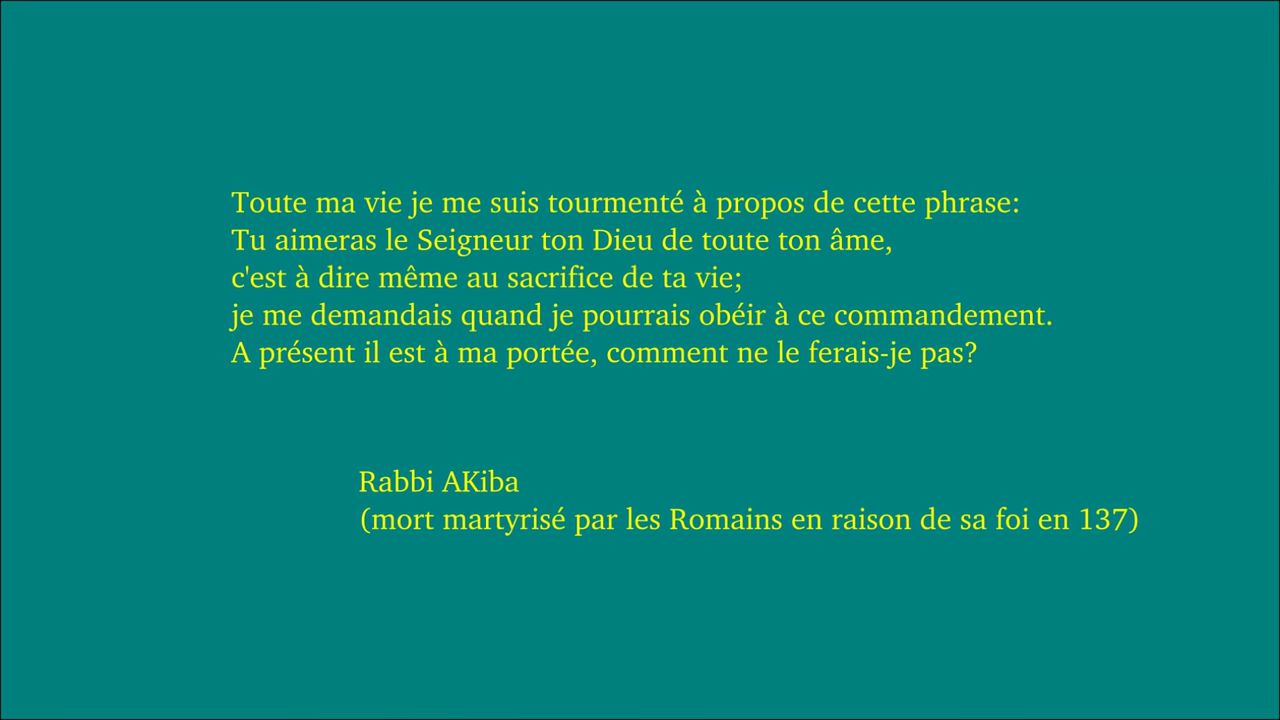 Toute ma vie je me suis tourmenté à propos de cette phrase:
Tu aimeras le Seigneur ton Dieu de toute ton âme,
c'est à dire même au sacrifice de ta vie;
je me demandais quand je pourrais obéir à ce commandement.
A présent il est à ma portée, comment ne le ferais-je pas?
Rabbi AKiba
(mort martyrisé par les Romains en raison de sa foi en 137)